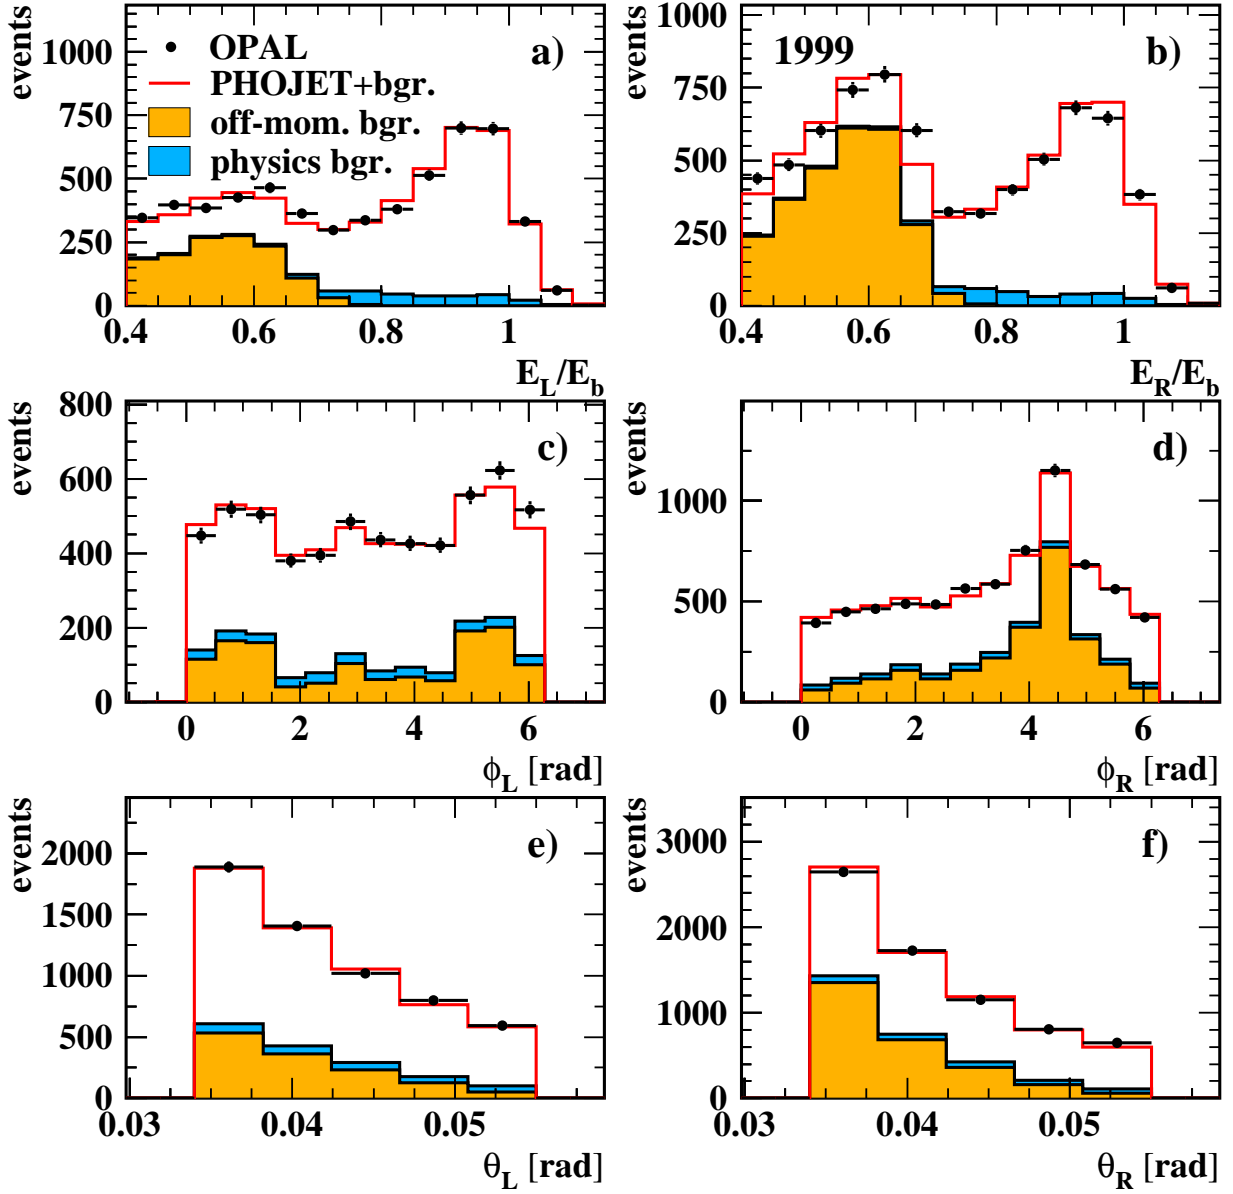 events
1000
750
500
250
0
0.4 0.6 0.8 1
E_L/E_b
a)
OPAL
PHOJET+bgr.
off-mom. bgr.
physics bgr.
events
1000
750
500
250
0
0.4 0.6 0.8 1
E_R/E_b
1999
b)
events
800
600
400
200
0
0 2 4 6
ϕ_L [rad]
c)
events
1000
500
0
0 2 4 6
ϕ_R [rad]
d)
events
2000
1500
1000
500
0
0.03 0.04 0.05
θ_L [rad]
e)
events
3000
2000
1000
0
0.03 0.04 0.05
θ_R [rad]
f)